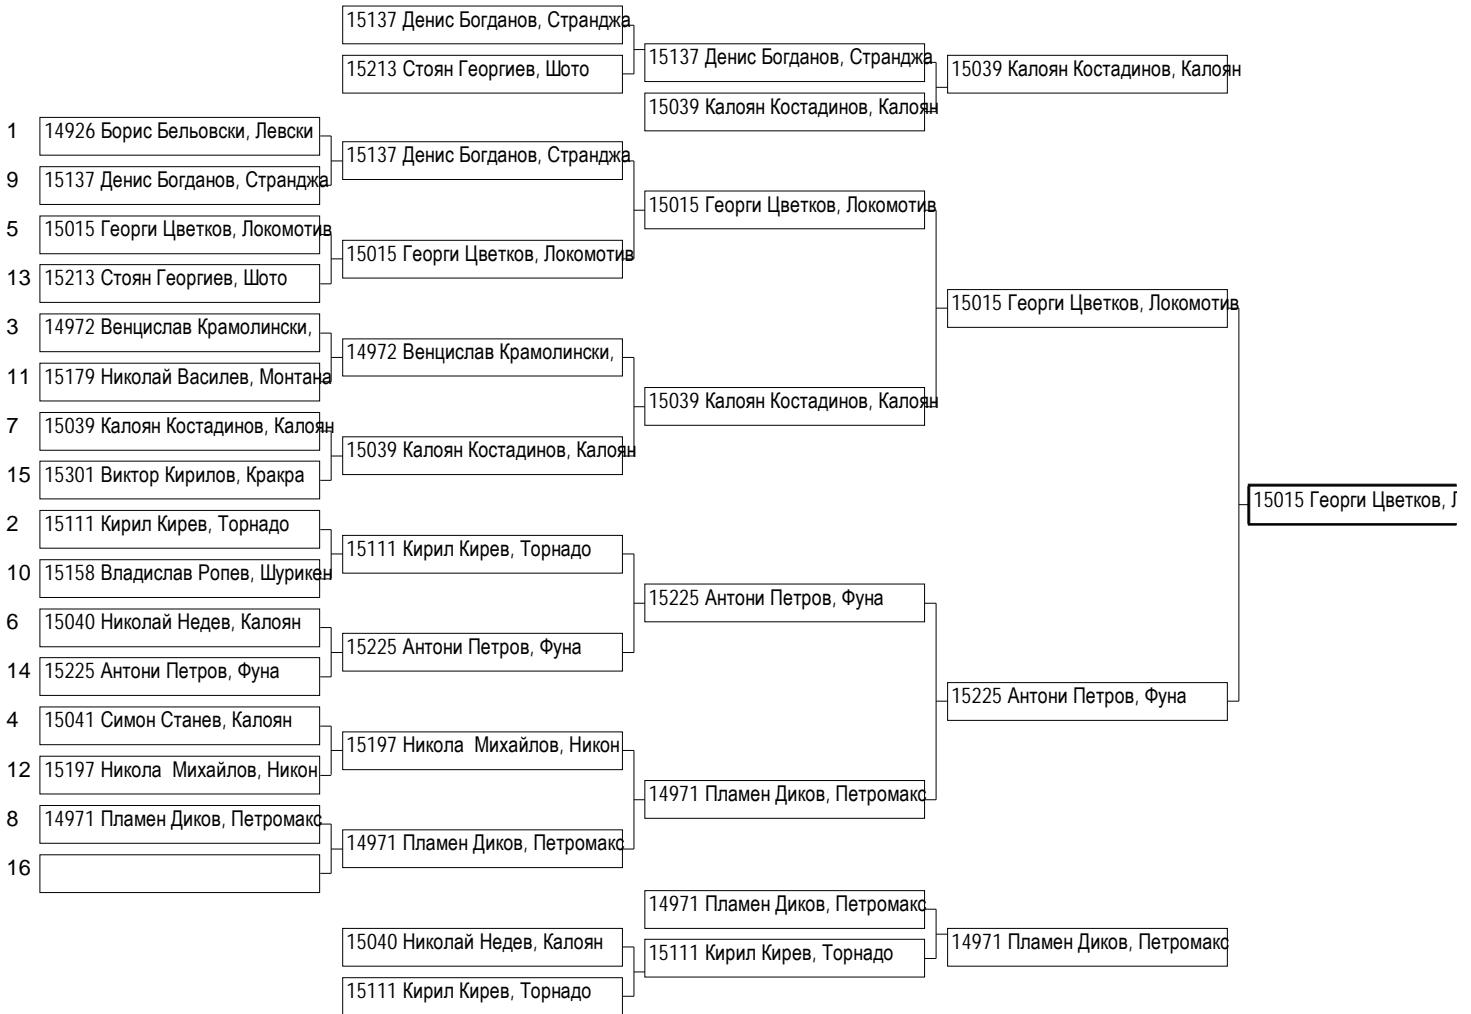 15137 Денис Богданов, Странджа
15213 Стоян Георгиев, Шото
15137 Денис Богданов, Странджа
15039 Калоян Костадинов, Калоян
15039 Калоян Костадинов, Калоян
1 14926 Борис Бельовски, Левски
9 15137 Денис Богданов, Странджа
5 15015 Георги Цветков, Локомотив
13 15213 Стоян Георгиев, Шото
3 14972 Венцислав Крамолински,
11 15179 Николай Василев, Монтана
7 15039 Калоян Костадинов, Калоян
15 15301 Виктор Кирилов, Кракра
2 15111 Кирил Кирев, Торнадо
10 15158 Владислав Ропев, Шурикен
6 15040 Николай Недев, Калоян
14 15225 Антони Петров, Фуна
4 15041 Симон Станев, Калоян
12 15197 Никола  Михайлов, Никон
8 14971 Пламен Диков, Петромакс
16
15137 Денис Богданов, Странджа
15015 Георги Цветков, Локомотив
14972 Венцислав Крамолински,
15039 Калоян Костадинов, Калоян
15111 Кирил Кирев, Торнадо
15225 Антони Петров, Фуна
15197 Никола  Михайлов, Никон
14971 Пламен Диков, Петромакс
15015 Георги Цветков, Локомотив
15039 Калоян Костадинов, Калоян
15225 Антони Петров, Фуна
14971 Пламен Диков, Петромакс
15015 Георги Цветков, Локомотив
15225 Антони Петров, Фуна
15015 Георги Цветков,
15040 Николай Недев, Калоян
15111 Кирил Кирев, Торнадо
14971 Пламен Диков, Петромакс
15111 Кирил Кирев, Торнадо
14971 Пламен Диков, Петромакс